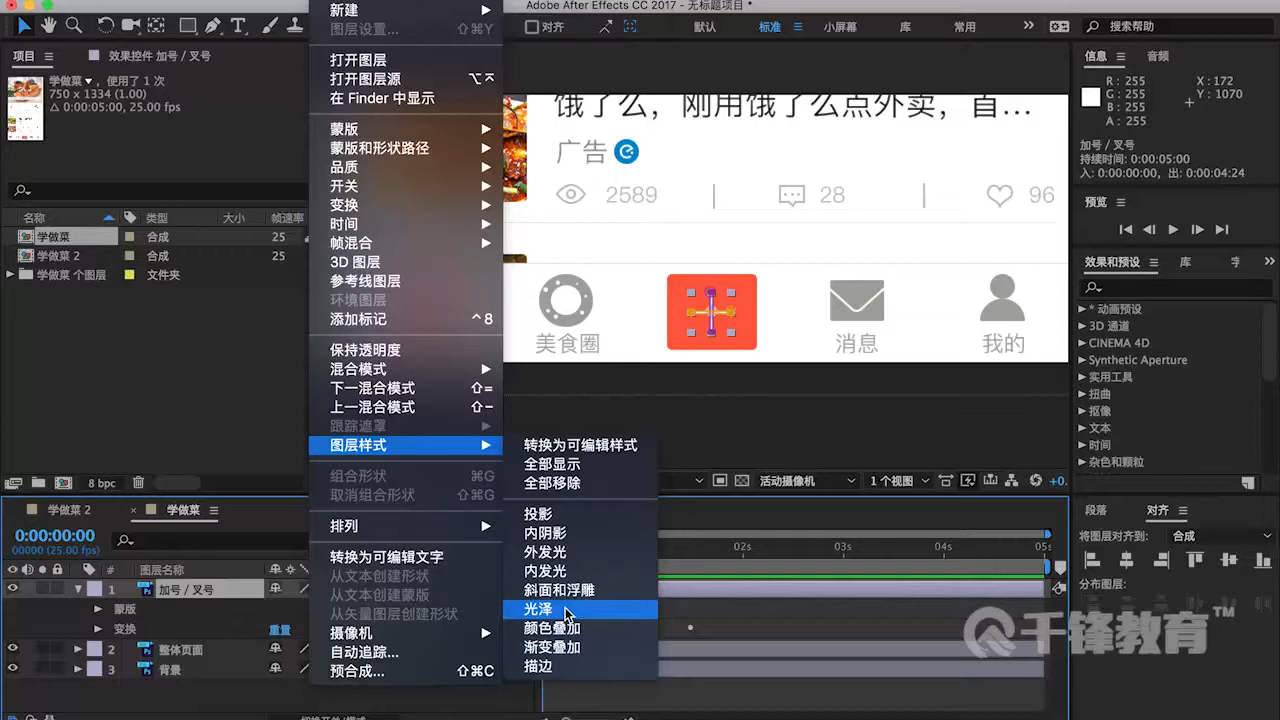 Adobe After Effects CC 2017 - 无标题项目 *
对齐
默认
标准
小屏幕
库
常用
搜索帮助
项目
效果控件 加号 / 叉号
学做菜▼, 使用了 1 次
750 x 1334 (1.00)
△ 0:00:05:00, 25.00 fps
名称
类型
大小
帧速率
学做菜
合成
25
学做菜 2
合成
25
学做菜 个图层
文件夹
8 bpc
新建
图层设置... ⇧⌘Y
打开图层
打开图层源 ⌥⌤
在 Finder 中显示
蒙版
蒙版和形状路径
品质
开关
变换
时间
帧混合
3D 图层
参考线图层
环境图层
添加标记 ^8
保持透明度
混合模式
下一混合模式 ⇧=
上一混合模式 ⇧-
跟踪遮罩
图层样式
组合形状 ⌘G
取消组合形状 ⇧⌘G
排列
转换为可编辑文字
从文本创建形状
从文本创建蒙版
从矢量图层创建形状
摄像机
自动追踪...
预合成... ⇧⌘C
转换为可编辑样式
全部显示
全部移除
投影
内阴影
外发光
内发光
斜面和浮雕
光泽
颜色叠加
渐变叠加
描边
饿了么，刚用饿了么点外卖，自...
广告
2589
28
96
美食圈
消息
我的
活动摄像机
1 个视图
+0.
信息
音频
R : 255
G : 255
B : 255
A : 255
X : 172
Y : 1070
加号 / 叉号
持续时间: 0:00:05:00
入: 0:00:00:00, 出: 0:00:04:24
预览
效果和预设
库
字
* 动画预设
3D 通道
CINEMA 4D
Synthetic Aperture
实用工具
扭曲
抠像
文本
时间
杂色和颗粒
段落
对齐
将图层对齐到:
合成
分布图层:
学做菜 2
× 学做菜
0:00:00:00
00000 (25.00 fps)
# 图层名称
1 加号 / 叉号
蒙版
变换
重置
2 整体页面
3 背景
02s
03s
04s
05s
切换开关/模式
千锋教育™